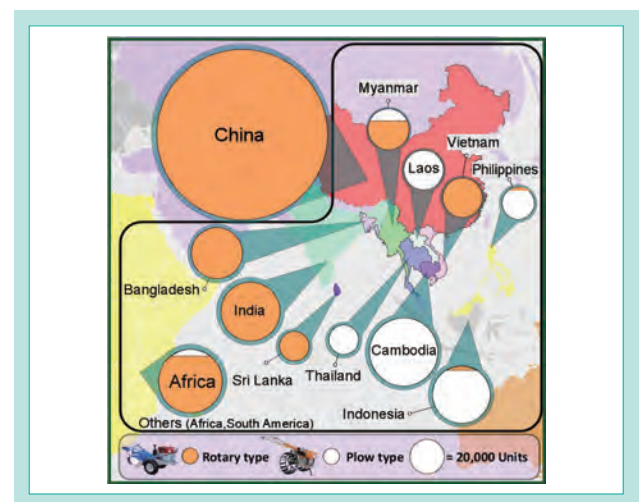 China
Myanmar
Laos
Vietnam
Philippines
Bangladesh
India
Sri Lanka
Thailand
Cambodia
Africa
Indonesia
Others (Africa,South America)
Rotary type
Plow type
= 20,000 Units